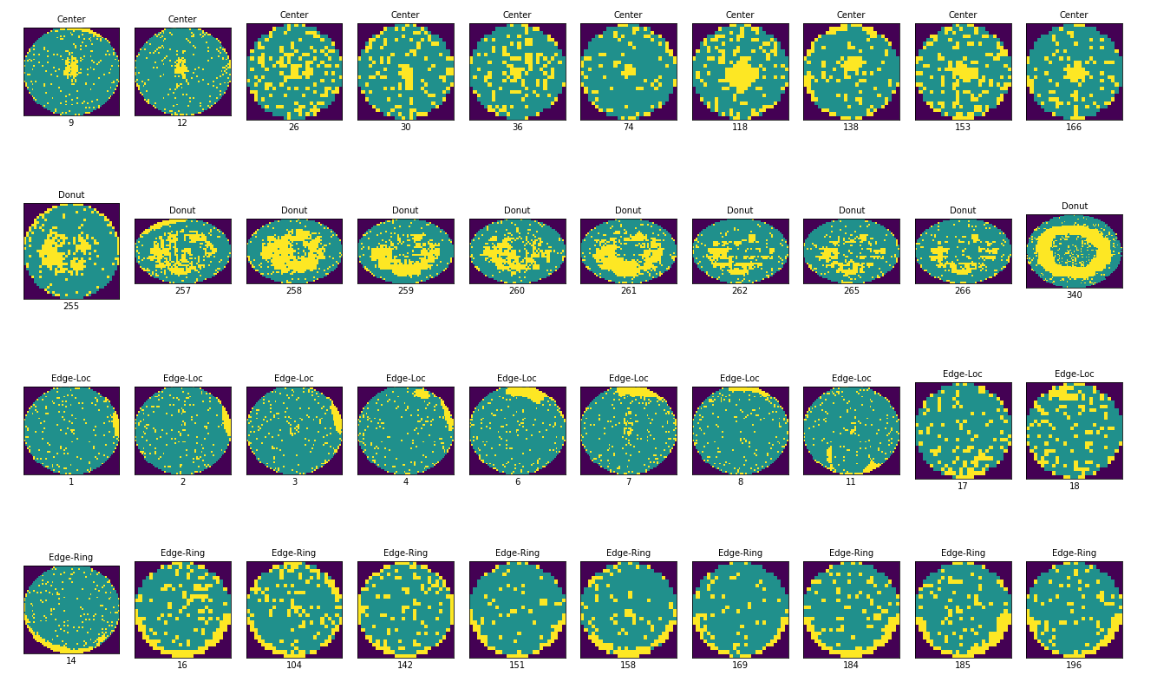 Center Center Center Center Center Center Center Center Center Center
9 12 26 30 36 74 118 138 153 166
Donut Donut Donut Donut Donut Donut Donut Donut Donut Donut
255 257 258 259 260 261 262 265 266 340
Edge-Loc Edge-Loc Edge-Loc Edge-Loc Edge-Loc Edge-Loc Edge-Loc Edge-Loc Edge-Loc Edge-Loc
1 2 3 4 6 7 8 11 17 18
Edge-Ring Edge-Ring Edge-Ring Edge-Ring Edge-Ring Edge-Ring Edge-Ring Edge-Ring Edge-Ring Edge-Ring
14 16 104 142 151 158 169 184 185 196